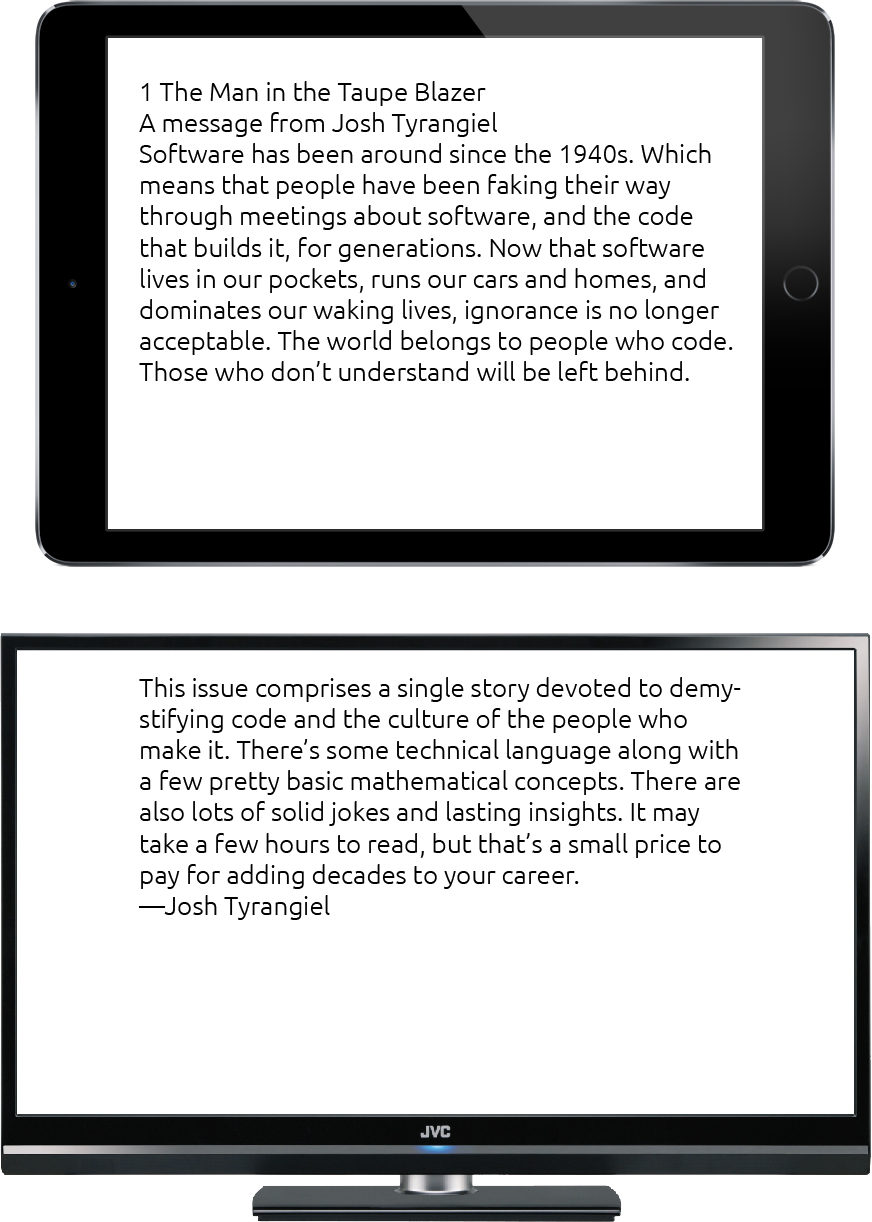 1 The Man in the Taupe Blazer
A message from Josh Tyrangiel
Software has been around since the 1940s. Which
means that people have been faking their way
through meetings about software, and the code
that builds it, for generations. Now that software
lives in our pockets, runs our cars and homes, and
dominates our waking lives, ignorance is no longer
acceptable. The world belongs to people who code.
Those who don’t understand will be left behind.
This issue comprises a single story devoted to demy-
stifying code and the culture of the people who
make it. There’s some technical language along with
a few pretty basic mathematical concepts. There are
also lots of solid jokes and lasting insights. It may
take a few hours to read, but that’s a small price to
pay for adding decades to your career.
—Josh Tyrangiel
JVC